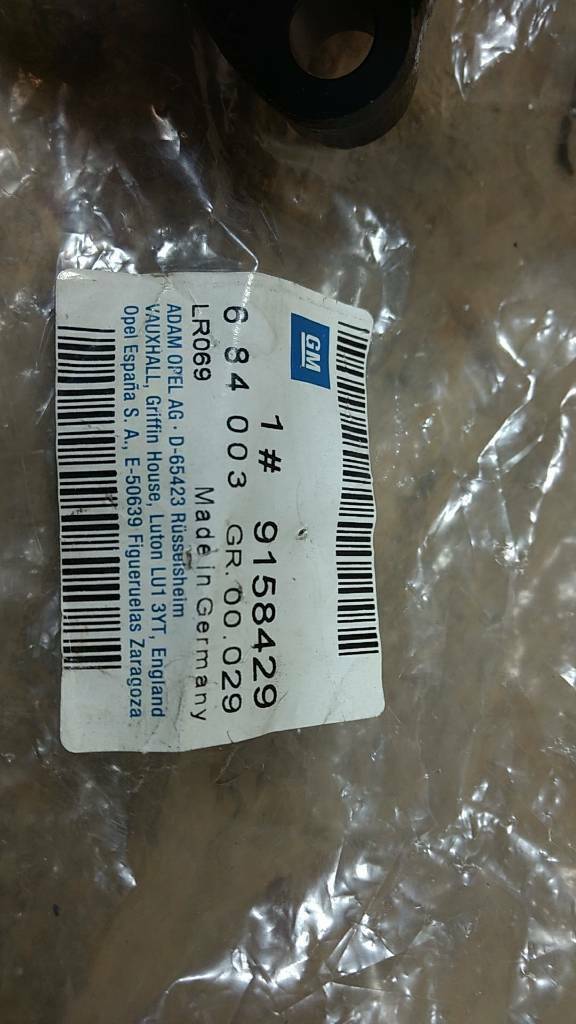 GM
1# 9158429
6 84 003 GR.00.029
LR069 Made in Germany
ADAM OPEL AG · D-65423 Rüsselsheim
VAUXHALL, Griffin House, Luton LU1 3YT, England
Opel España S. A., E-50639 Figueruelas Zaragoza